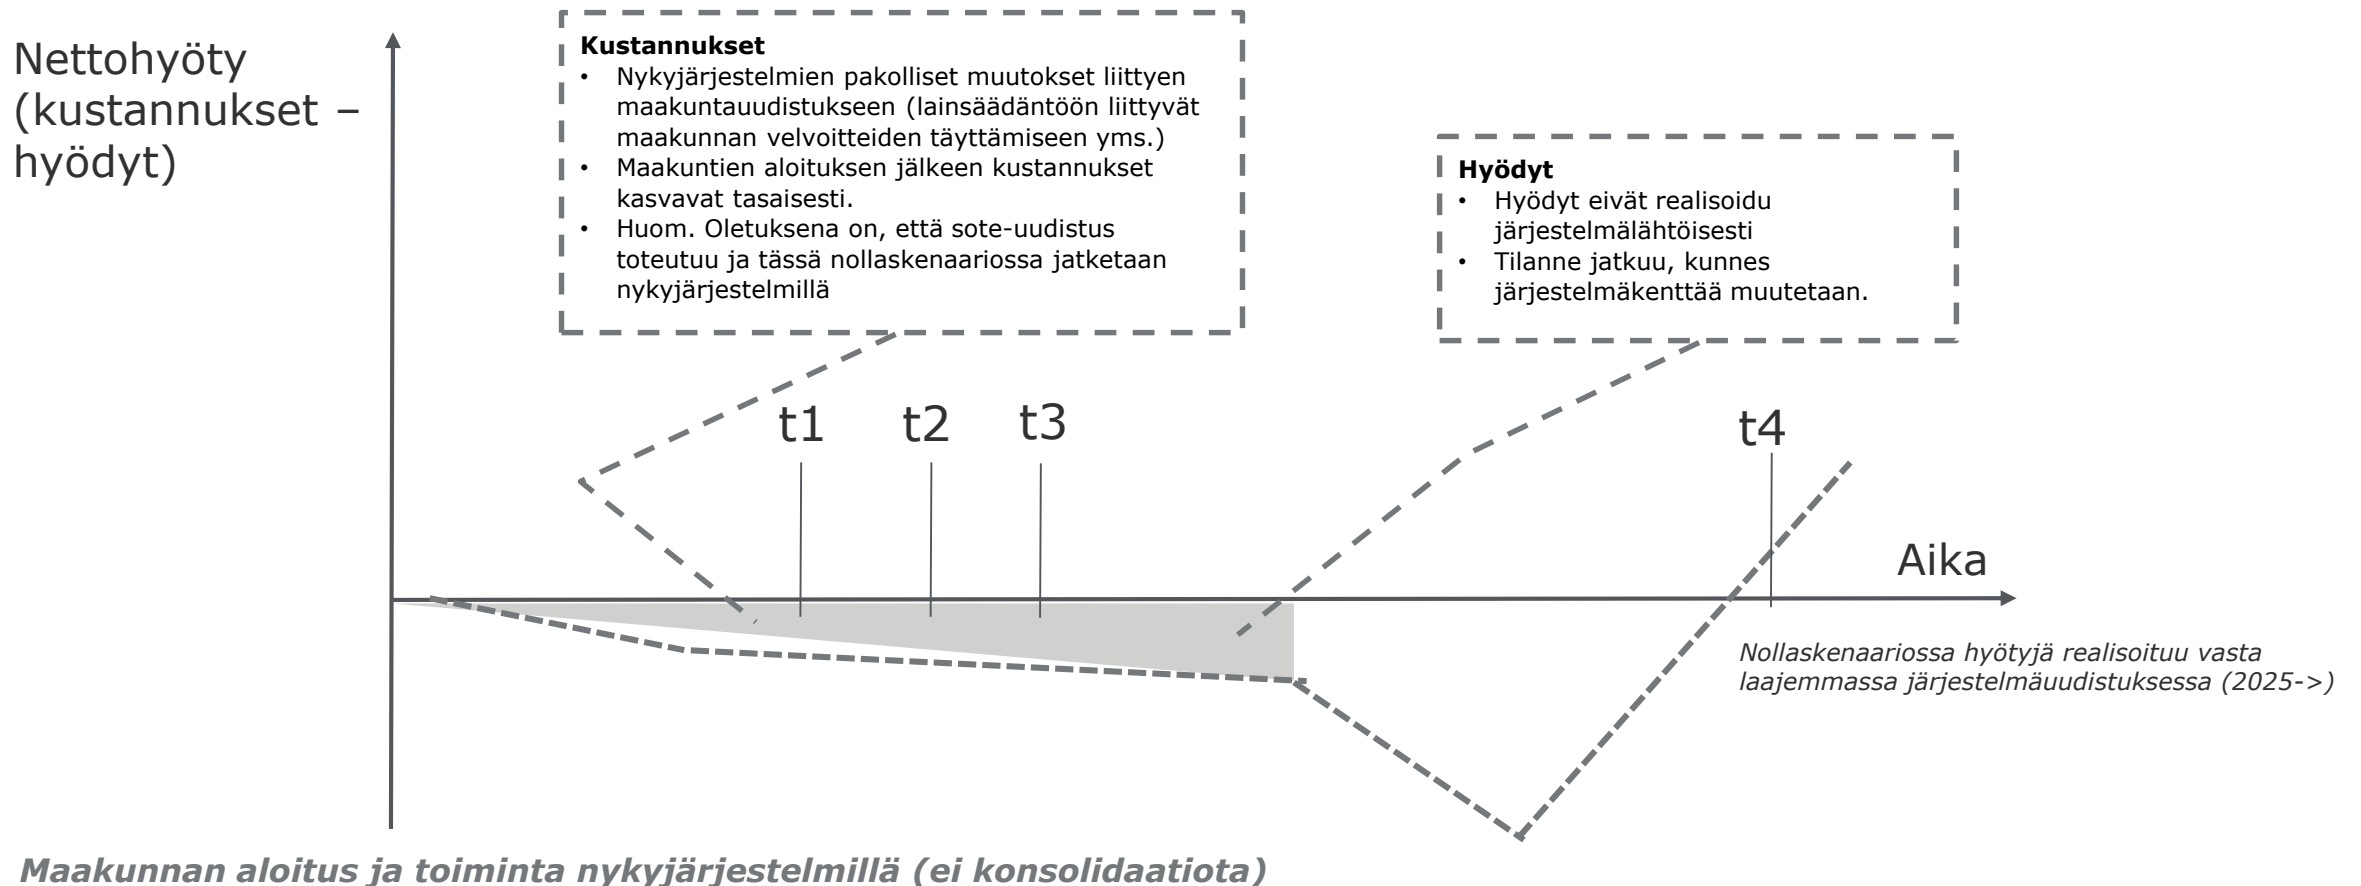 Nettohyöty
(kustannukset –
hyödyt)
Kustannukset
• Nykyjärjestelmien pakolliset muutokset liittyen
maakuntauudistukseen (lainsäädäntöön liittyvät
maakunnan velvoitteiden täyttämiseen yms.)
• Maakuntien aloituksen jälkeen kustannukset
kasvavat tasaisesti.
• Huom. Oletuksena on, että sote-uudistus
toteutuu ja tässä nollaskenaariossa jatketaan
nykyjärjestelmillä
Hyödyt
• Hyödyt eivät realisoidu
järjestelmälähtöisesti
• Tilanne jatkuu, kunnes
järjestelmäkenttää muutetaan.
t1
t2
t3
t4
Aika
Nollaskenaariossa hyötyjä realisoituu vasta
laajemmassa järjestelmäuudistuksessa (2025->)
Maakunnan aloitus ja toiminta nykyjärjestelmillä (ei konsolidaatiota)